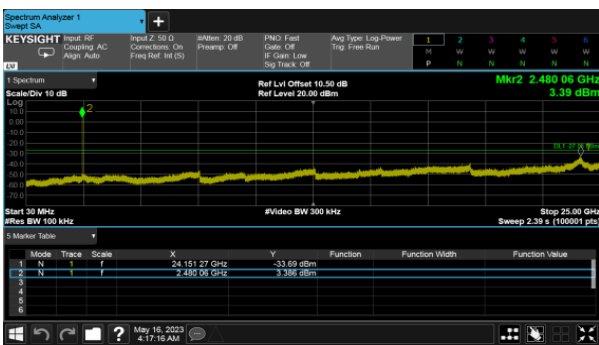 Spectrum Analyzer 1
Swept SA
+
KEYSIGHT Input: RF Input Z: 50 Ω #Atten: 20 dB PNO: Fast Avg Type: Log-Power 1 2 3 4 5 6
Coupling: AC Corrections: On Preamp: Off Gate: Off Trig: Free Run M W W W W W
Align: Auto Freq Ref: Int (S) IF Gain: Low P N N N N N
LXI Sig Track: Off
1 Spectrum Ref Lvl Offset 10.50 dB Mkr2 2.480 06 GHz
Scale/Div 10 dB Ref Level 20.00 dBm 3.39 dBm
Log
10.0 2
0.00
-10.0
-20.0
-30.0
-40.0
-50.0
-60.0
-70.0
Start 30 MHz #Video BW 300 kHz Stop 25.00 GHz
#Res BW 100 kHz Sweep 2.39 s (100001 pts)
5 Marker Table
Mode Trace Scale X Y Function Function Width Function Value
1 N 1 f 24.151 27 GHz -33.69 dBm
2 N 1 f 2.480 06 GHz 3.386 dBm
3
4
5
6
? May 16, 2023
4:17:16 AM